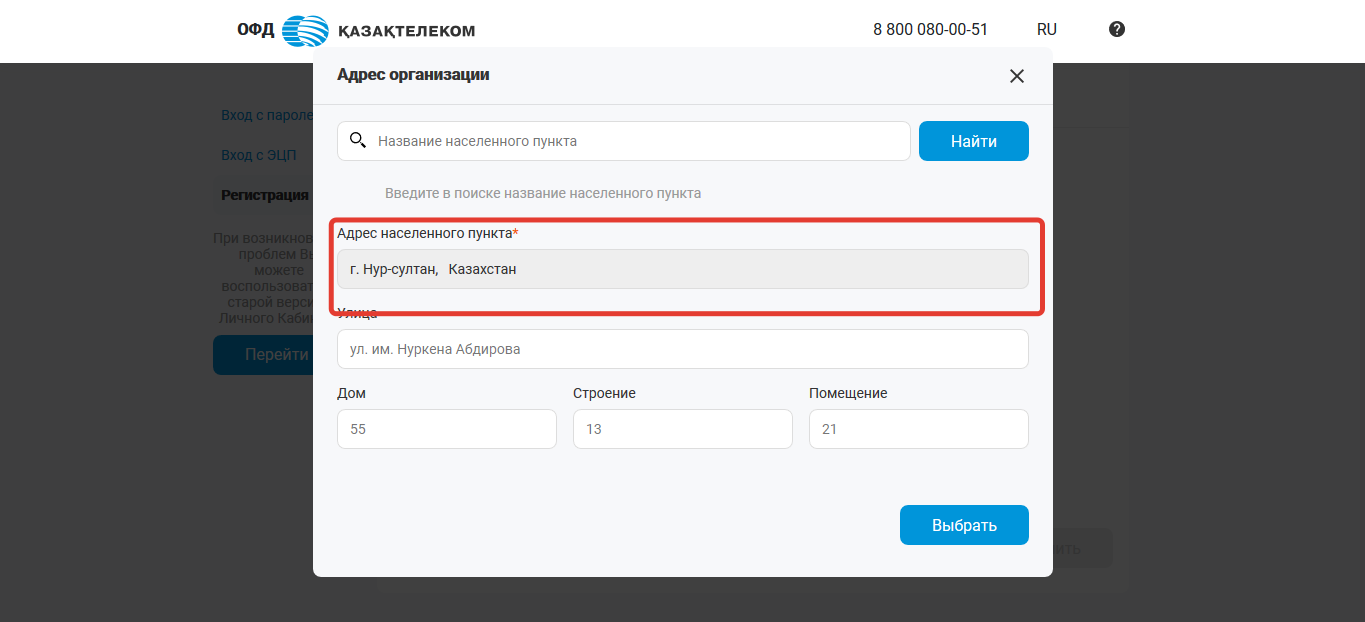 ОФД ҚАЗАҚТЕЛЕКОМ
8 800 080-00-51 RU ?
Адрес организации
Вход с пароле
Вход с ЭЦП
Регистрация
При возникнов
проблем Вы
можете
воспользоват
старой верси
Личного Каби
Перейти
Название населенного пункта
Найти
Введите в поиске название населенного пункта
Адрес населенного пункта*
г. Нур-султан, Казахстан
Улица
ул. им. Нуркена Абдирова
Дом Строение Помещение
55 13 21
Выбрать
ить